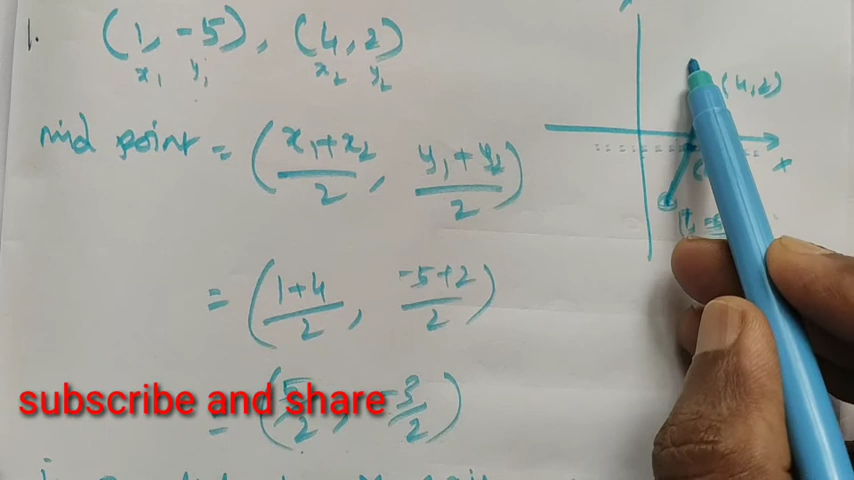 1. (1, -5), (4, 2)
x₁ y₁ x₂ y₂
(4, 2)
x
mid point = (x₁+x₂/2, y₁+y₂/2)
= (1+4/2, -5+2/2)
= (5/2, -3/2)
subscribe and share